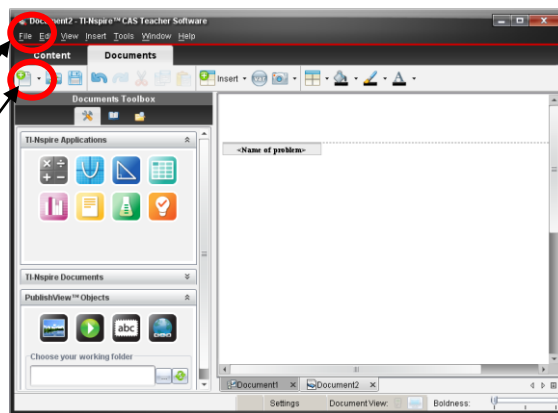 Document2 - TI-Nspire™ CAS Teacher Software
File Edit View Insert Tools Window Help
Content Documents
Insert
Documents Toolbox
TI-Nspire Applications
<Name of problem>
TI-Nspire Documents
PublishView™ Objects
abc
Choose your working folder
Document1 Document2
Settings Document View: Boldness: